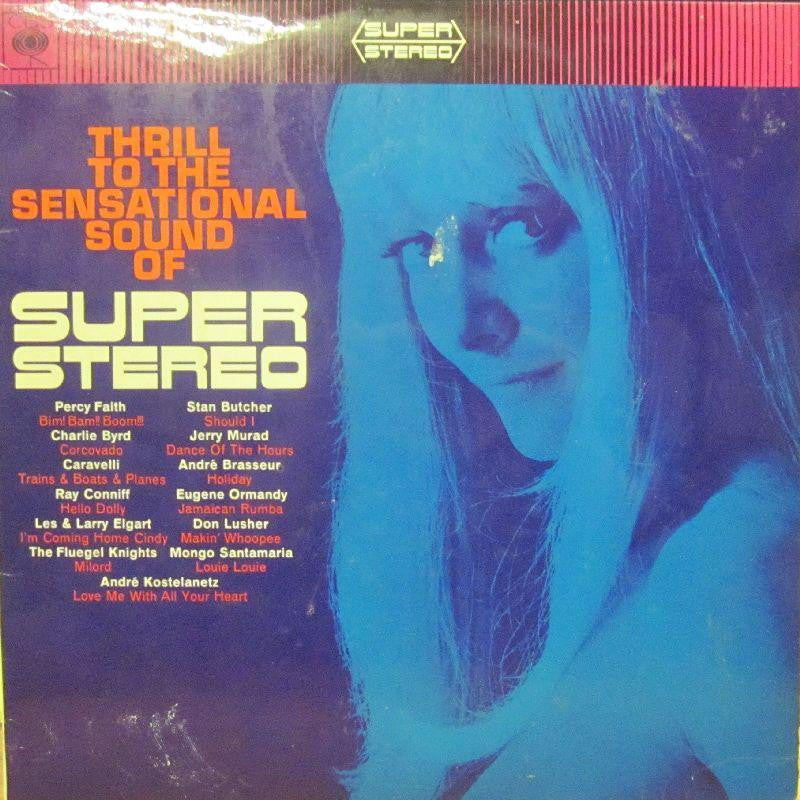 CBS
SUPER
STEREO
THRILL
TO THE
SENSATIONAL
SOUND
OF
SUPER
STEREO
Percy Faith
Bim! Bam!! Boom!!!
Charlie Byrd
Corcovado
Caravelli
Trains & Boats & Planes
Ray Conniff
Hello Dolly
Les & Larry Elgart
I'm Coming Home Cindy
The Fluegel Knights
Milord
Stan Butcher
Should I
Jerry Murad
Dance Of The Hours
André Brasseur
Holiday
Eugene Ormandy
Jamaican Rumba
Don Lusher
Makin' Whoopee
Mongo Santamaria
Louie Louie
André Kostelanetz
Love Me With All Your Heart